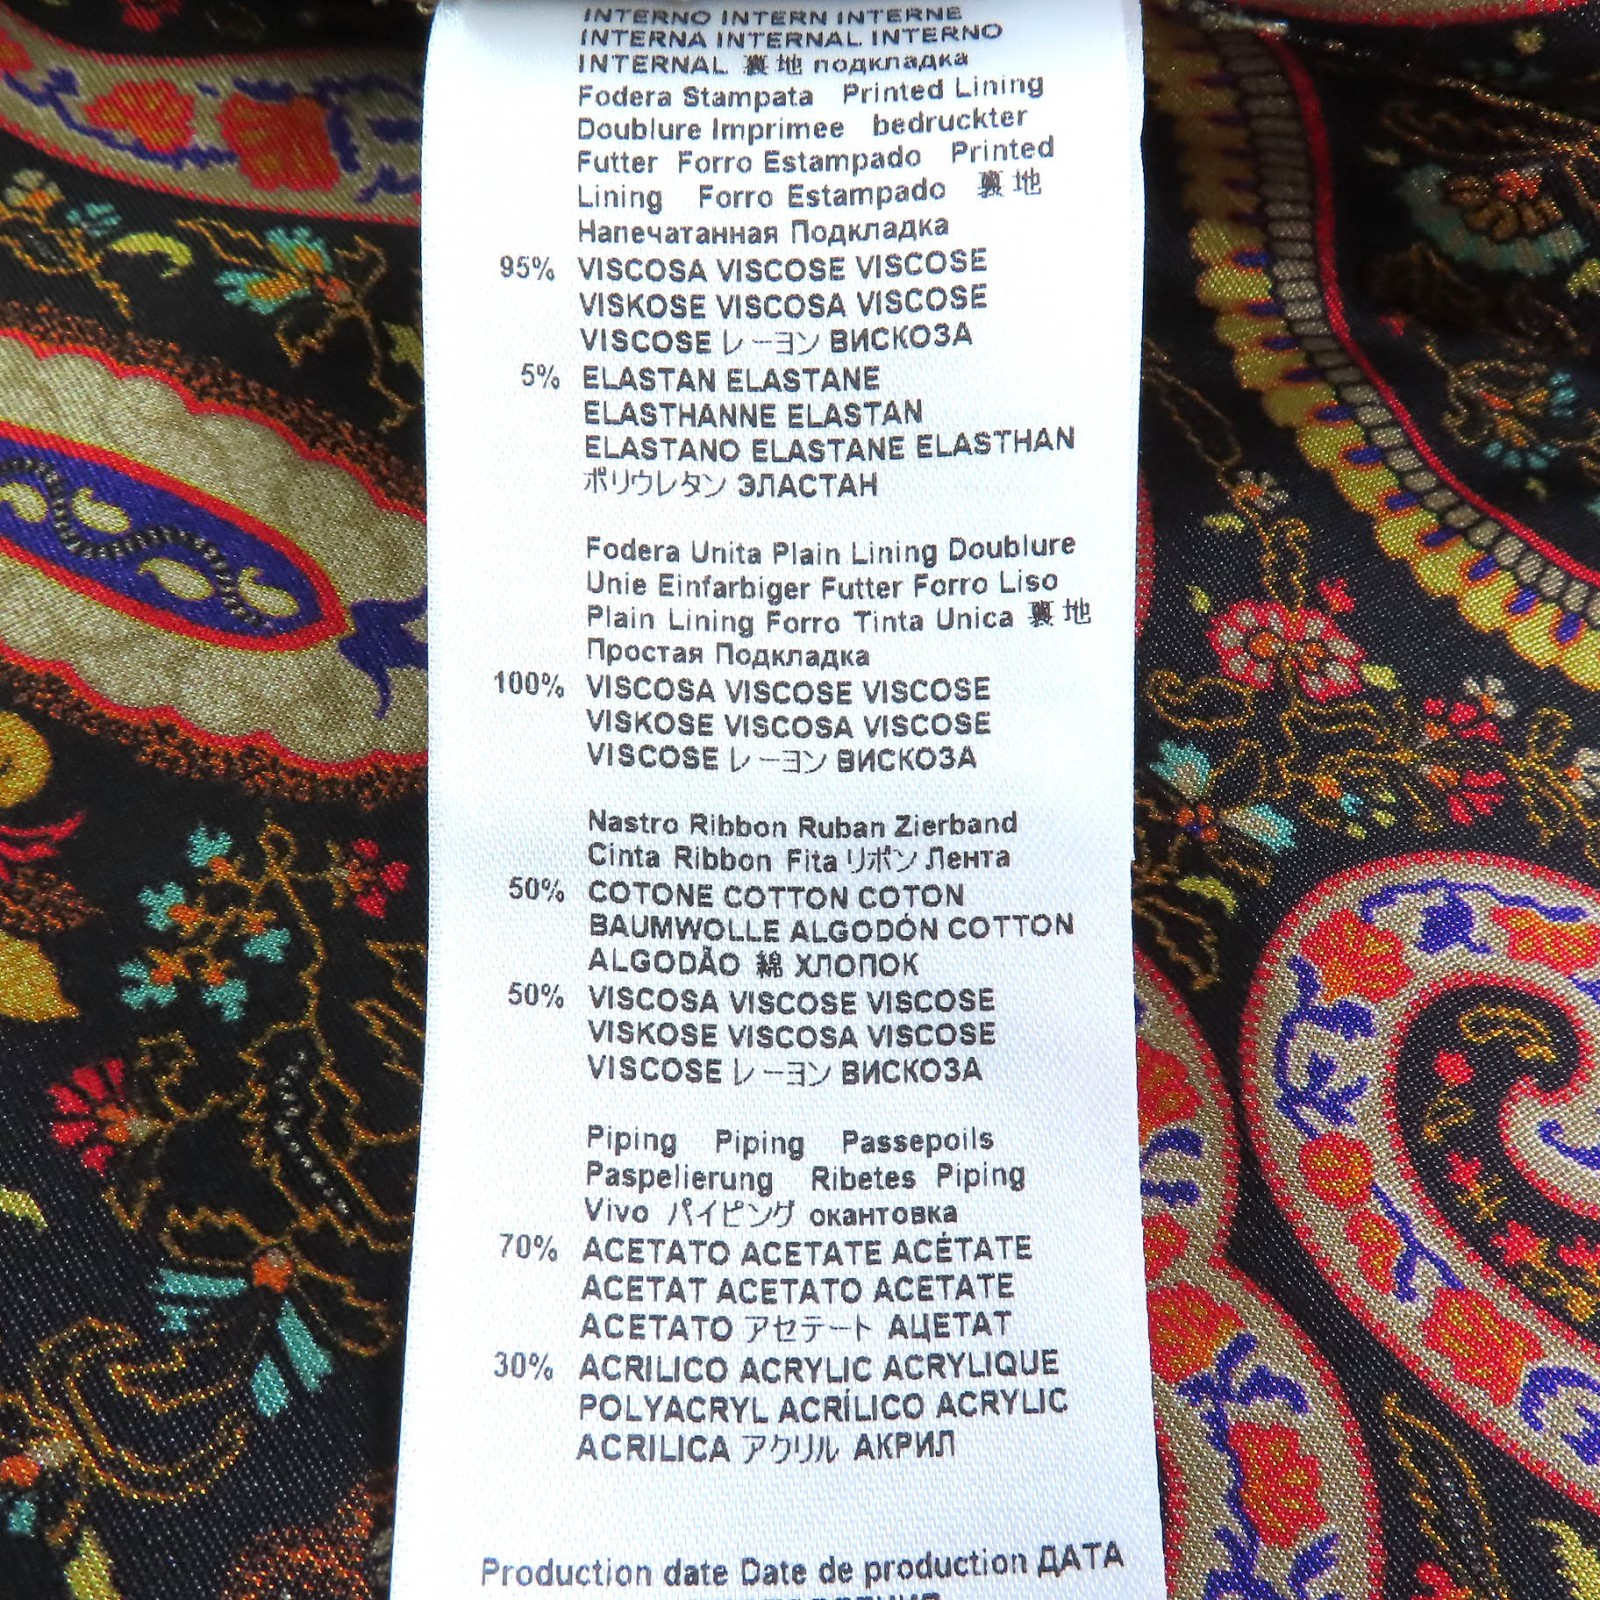 INTERNO INTERN INTERNE
INTERNA INTERNAL INTERNO
INTERNAL 裏地 подкладка
Fodera Stampata Printed Lining
Doublure Imprimee bedruckter
Futter Forro Estampado Printed
Lining Forro Estampado 裏地
Напечатанная Подкладка
95% VISCOSA VISCOSE VISCOSE
VISKOSE VISCOSA VISCOSE
VISCOSE レーヨン ВИСКОЗА
5% ELASTAN ELASTANE
ELASTHANNE ELASTAN
ELASTANO ELASTANE ELASTHAN
ポリウレタン ЭЛАСТАН
Fodera Unita Plain Lining Doublure
Unie Einfarbiger Futter Forro Liso
Plain Lining Forro Tinta Unica 裏地
Простая Подкладка
100% VISCOSA VISCOSE VISCOSE
VISKOSE VISCOSA VISCOSE
VISCOSE レーヨン ВИСКОЗА
Nastro Ribbon Ruban Zierband
Cinta Ribbon Fita リボン Лента
50% COTONE COTTON COTON
BAUMWOLLE ALGODÓN COTTON
ALGODÃO 綿 ХЛОПОК
50% VISCOSA VISCOSE VISCOSE
VISKOSE VISCOSA VISCOSE
VISCOSE レーヨン ВИСКОЗА
Piping Piping Passepoils
Paspelierung Ribetes Piping
Vivo パイピング окантовка
70% ACETATO ACETATE ACÉTATE
ACETAT ACETATO ACETATE
ACETATO アセテート АЦЕТАТ
30% ACRILICO ACRYLIC ACRYLIQUE
POLYACRYL ACRÍLICO ACRYLIC
ACRILICA アクリル АКРИЛ
Production date Date de production ДАТА